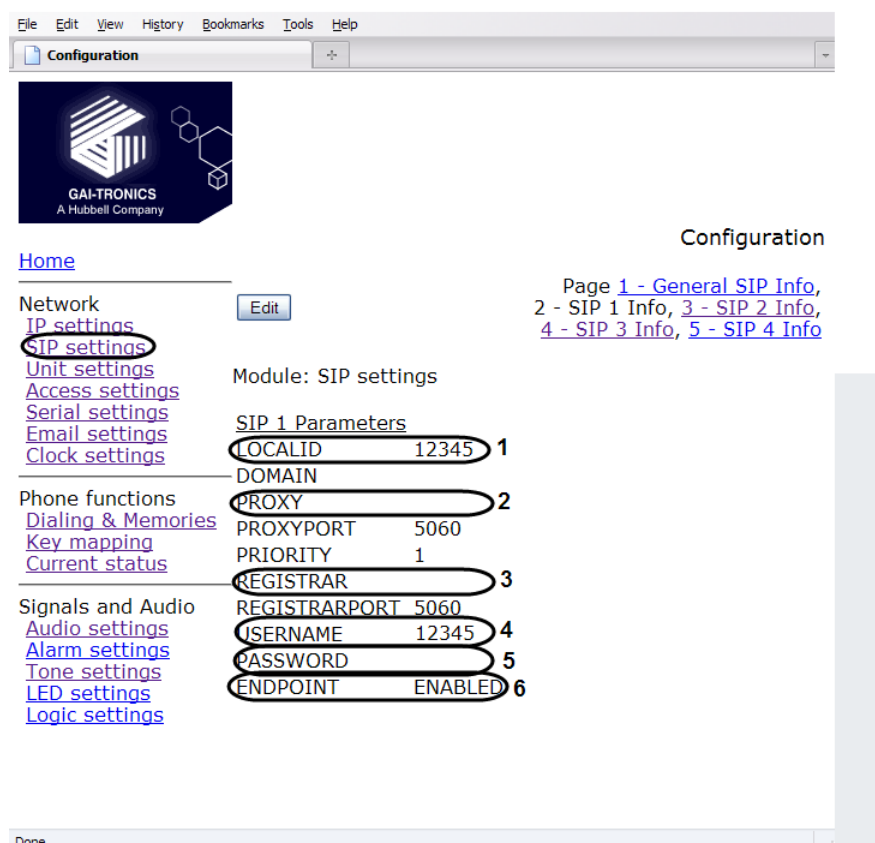 File Edit View History Bookmarks Tools Help
Configuration
GAI-TRONICS
A Hubbell Company
Configuration
Home
Page 1 - General SIP Info,
2 - SIP 1 Info, 3 - SIP 2 Info,
4 - SIP 3 Info, 5 - SIP 4 Info
Edit
Network
IP settings
SIP settings
Unit settings
Access settings
Serial settings
Email settings
Clock settings
Phone functions
Dialing & Memories
Key mapping
Current status
Signals and Audio
Audio settings
Alarm settings
Tone settings
LED settings
Logic settings
Module: SIP settings
SIP 1 Parameters
LOCALID 12345 1
DOMAIN
PROXY 2
PROXYPORT 5060
PRIORITY 1
REGISTRAR 3
REGISTRARPORT 5060
USERNAME 12345 4
PASSWORD 5
ENDPOINT ENABLED 6
Done